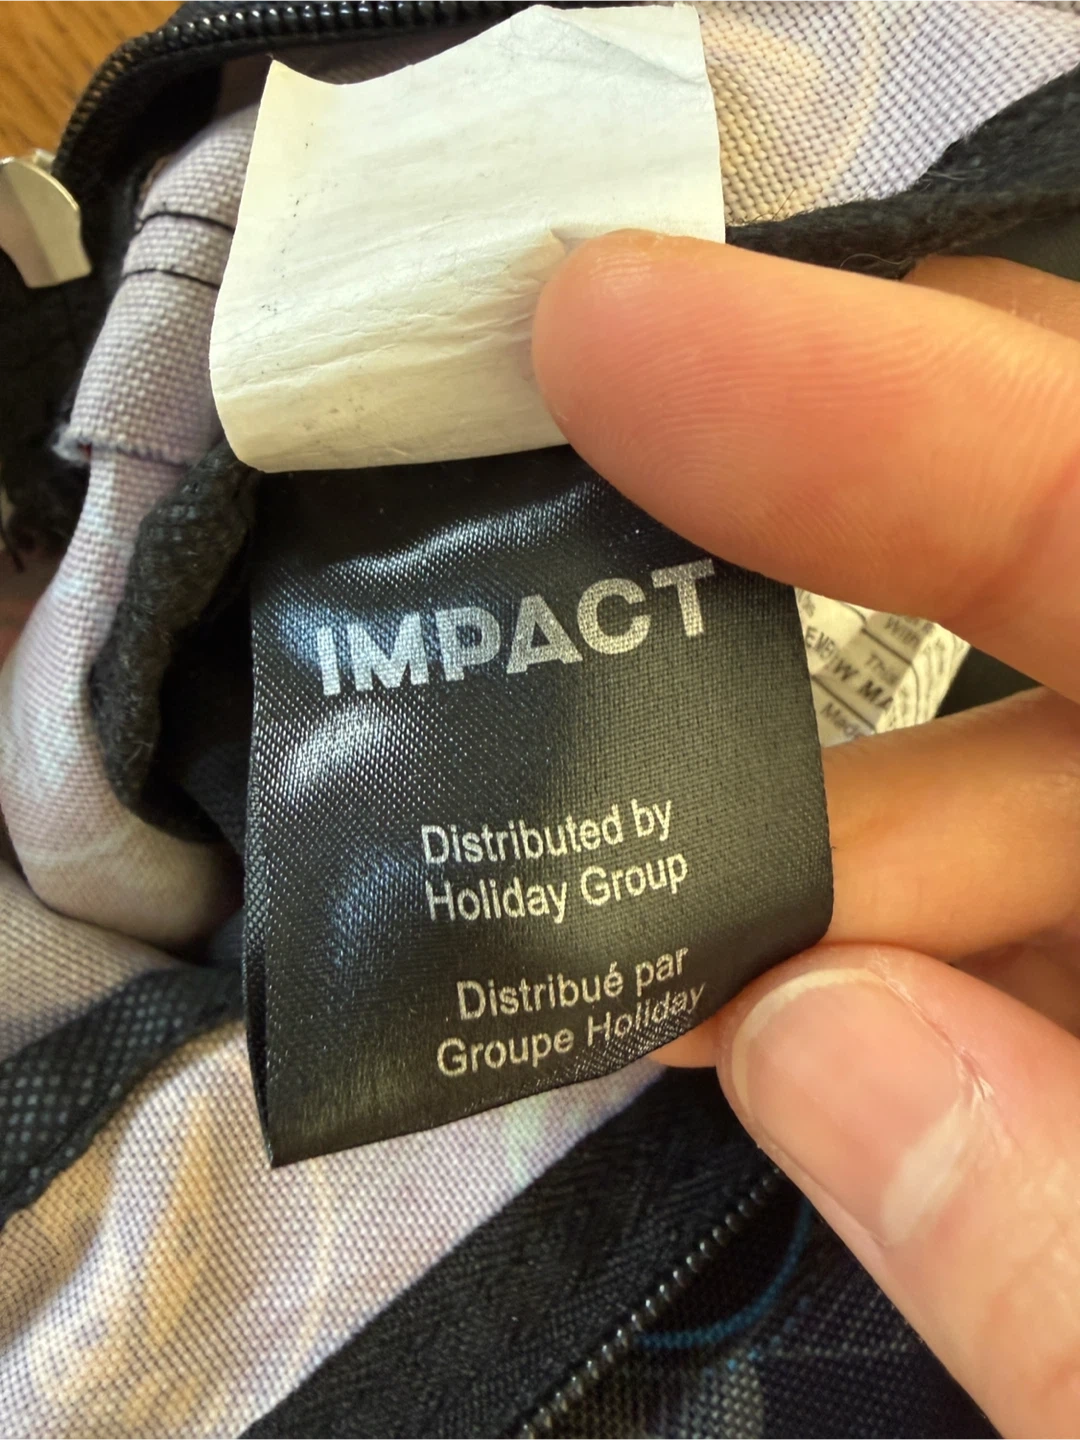 IMPACT
Distributed by
Holiday Group
Distribué par
Groupe Holiday